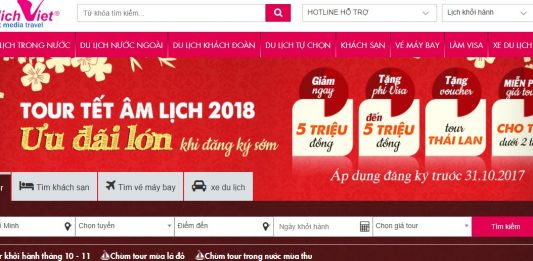 lịch Việt®
t media travel
Từ khóa tìm kiếm...
HOTLINE HỖ TRỢ
Lịch khởi hành
LỊCH TRONG NƯỚC DU LỊCH NƯỚC NGOÀI DU LỊCH KHÁCH ĐOÀN DU LỊCH TỰ CHỌN KHÁCH SẠN VÉ MÁY BAY LÀM VISA XE DU LỊCH
TOUR TẾT ÂM LỊCH 2018
Ưu đãi lớn khi đăng ký sớm
Giảm ngay
5 TRIỆU
đồng
Tặng phí Visa
đến
5 TRIỆU
đồng
Tặng voucher
tour
THÁI LAN
MIỄN P
giá tou
CHO T
dưới 2 t
Áp dụng đăng ký trước 31.10.2017
r
Tìm khách sạn
Tìm vé máy bay
xe du lịch
í Minh
Chọn tuyến
Điểm đến
Ngày khởi hành
Chọn giá tour
Tìm kiếm
r khởi hành tháng 10 - 11 Chùm tour mùa lá đỏ Chùm tour trong nước mùa thu